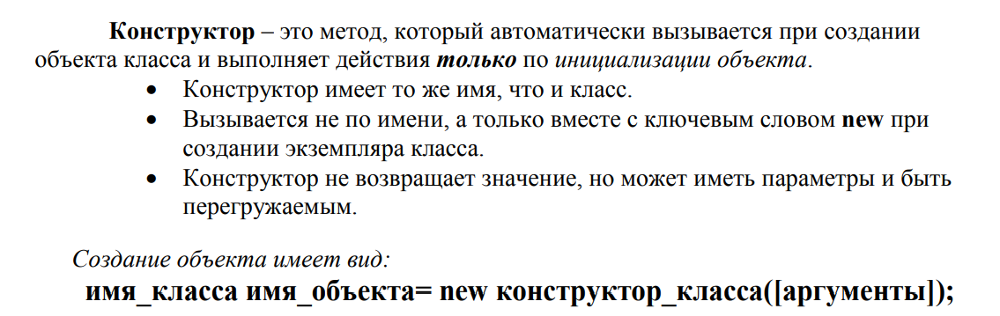 Конструктор – это метод, который автоматически вызывается при создании
объекта класса и выполняет действия только по инициализации объекта.
• Конструктор имеет то же имя, что и класс.
• Вызывается не по имени, а только вместе с ключевым словом new при
создании экземпляра класса.
• Конструктор не возвращает значение, но может иметь параметры и быть
перегружаемым.
Создание объекта имеет вид:
имя_класса имя_объекта= new конструктор_класса([аргументы]);